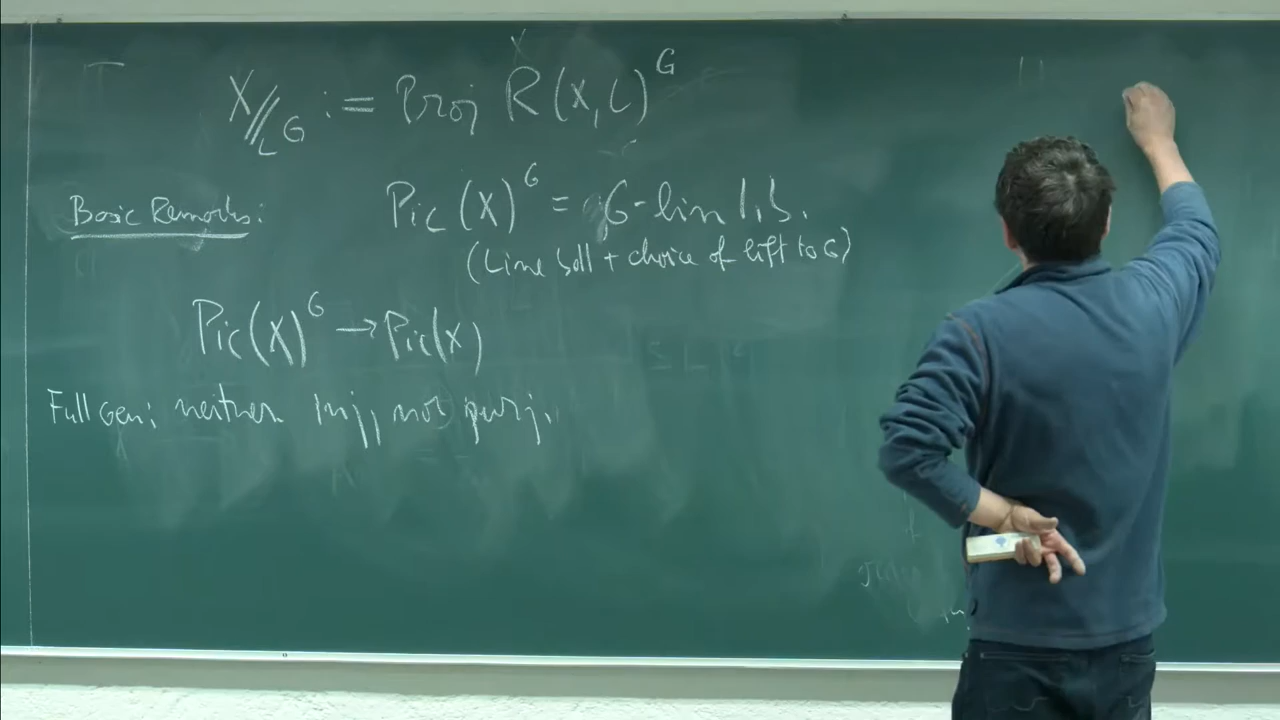 X//_L G := Proj R(X,L)^G
Basic Remarks:
Pic(X)^G = G-lin l.b.
(Line bdl + choice of lift to G)
Pic(X)^G → Pic(X)
Full Gen: neither inj, nor surj.